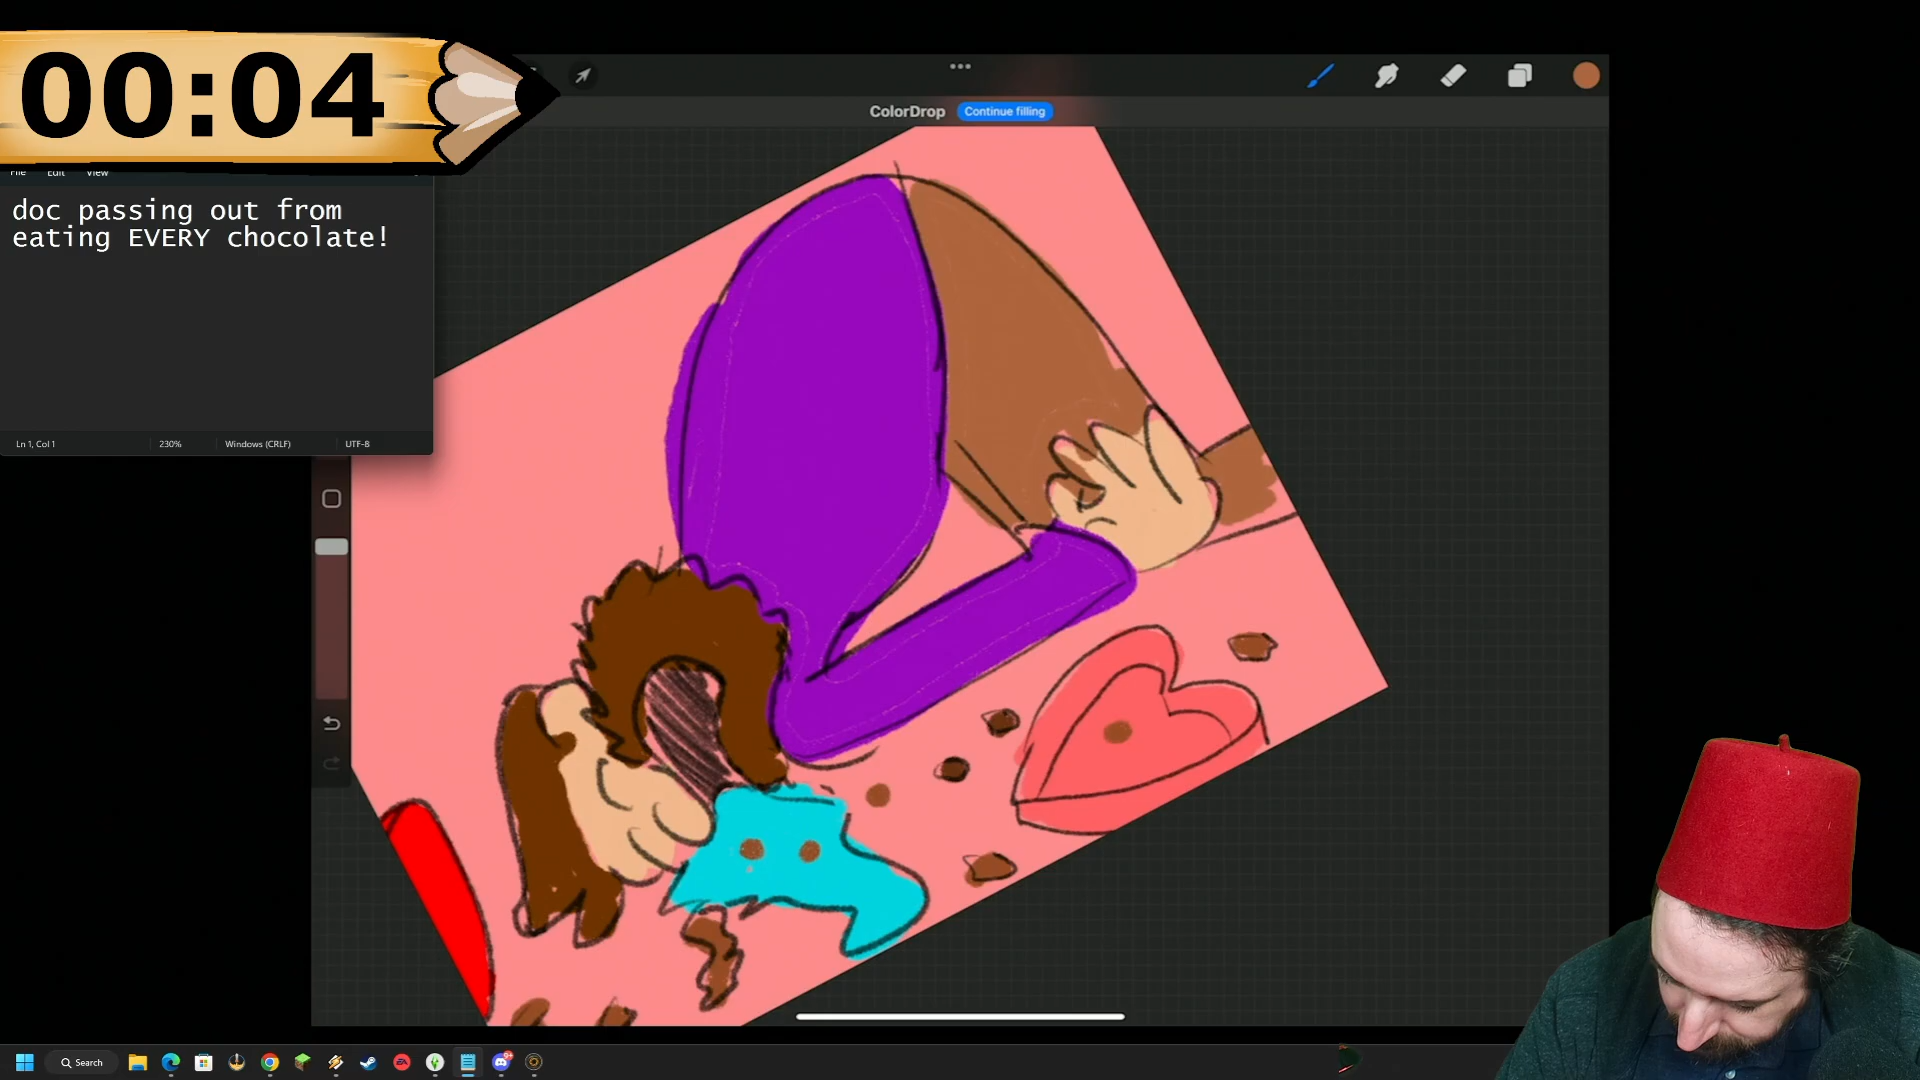 00:04
ColorDrop Continue filling
File Edit View
doc passing out from
eating EVERY chocolate!
Ln 1, Col 1 230% Windows (CRLF) UTF-8
Search